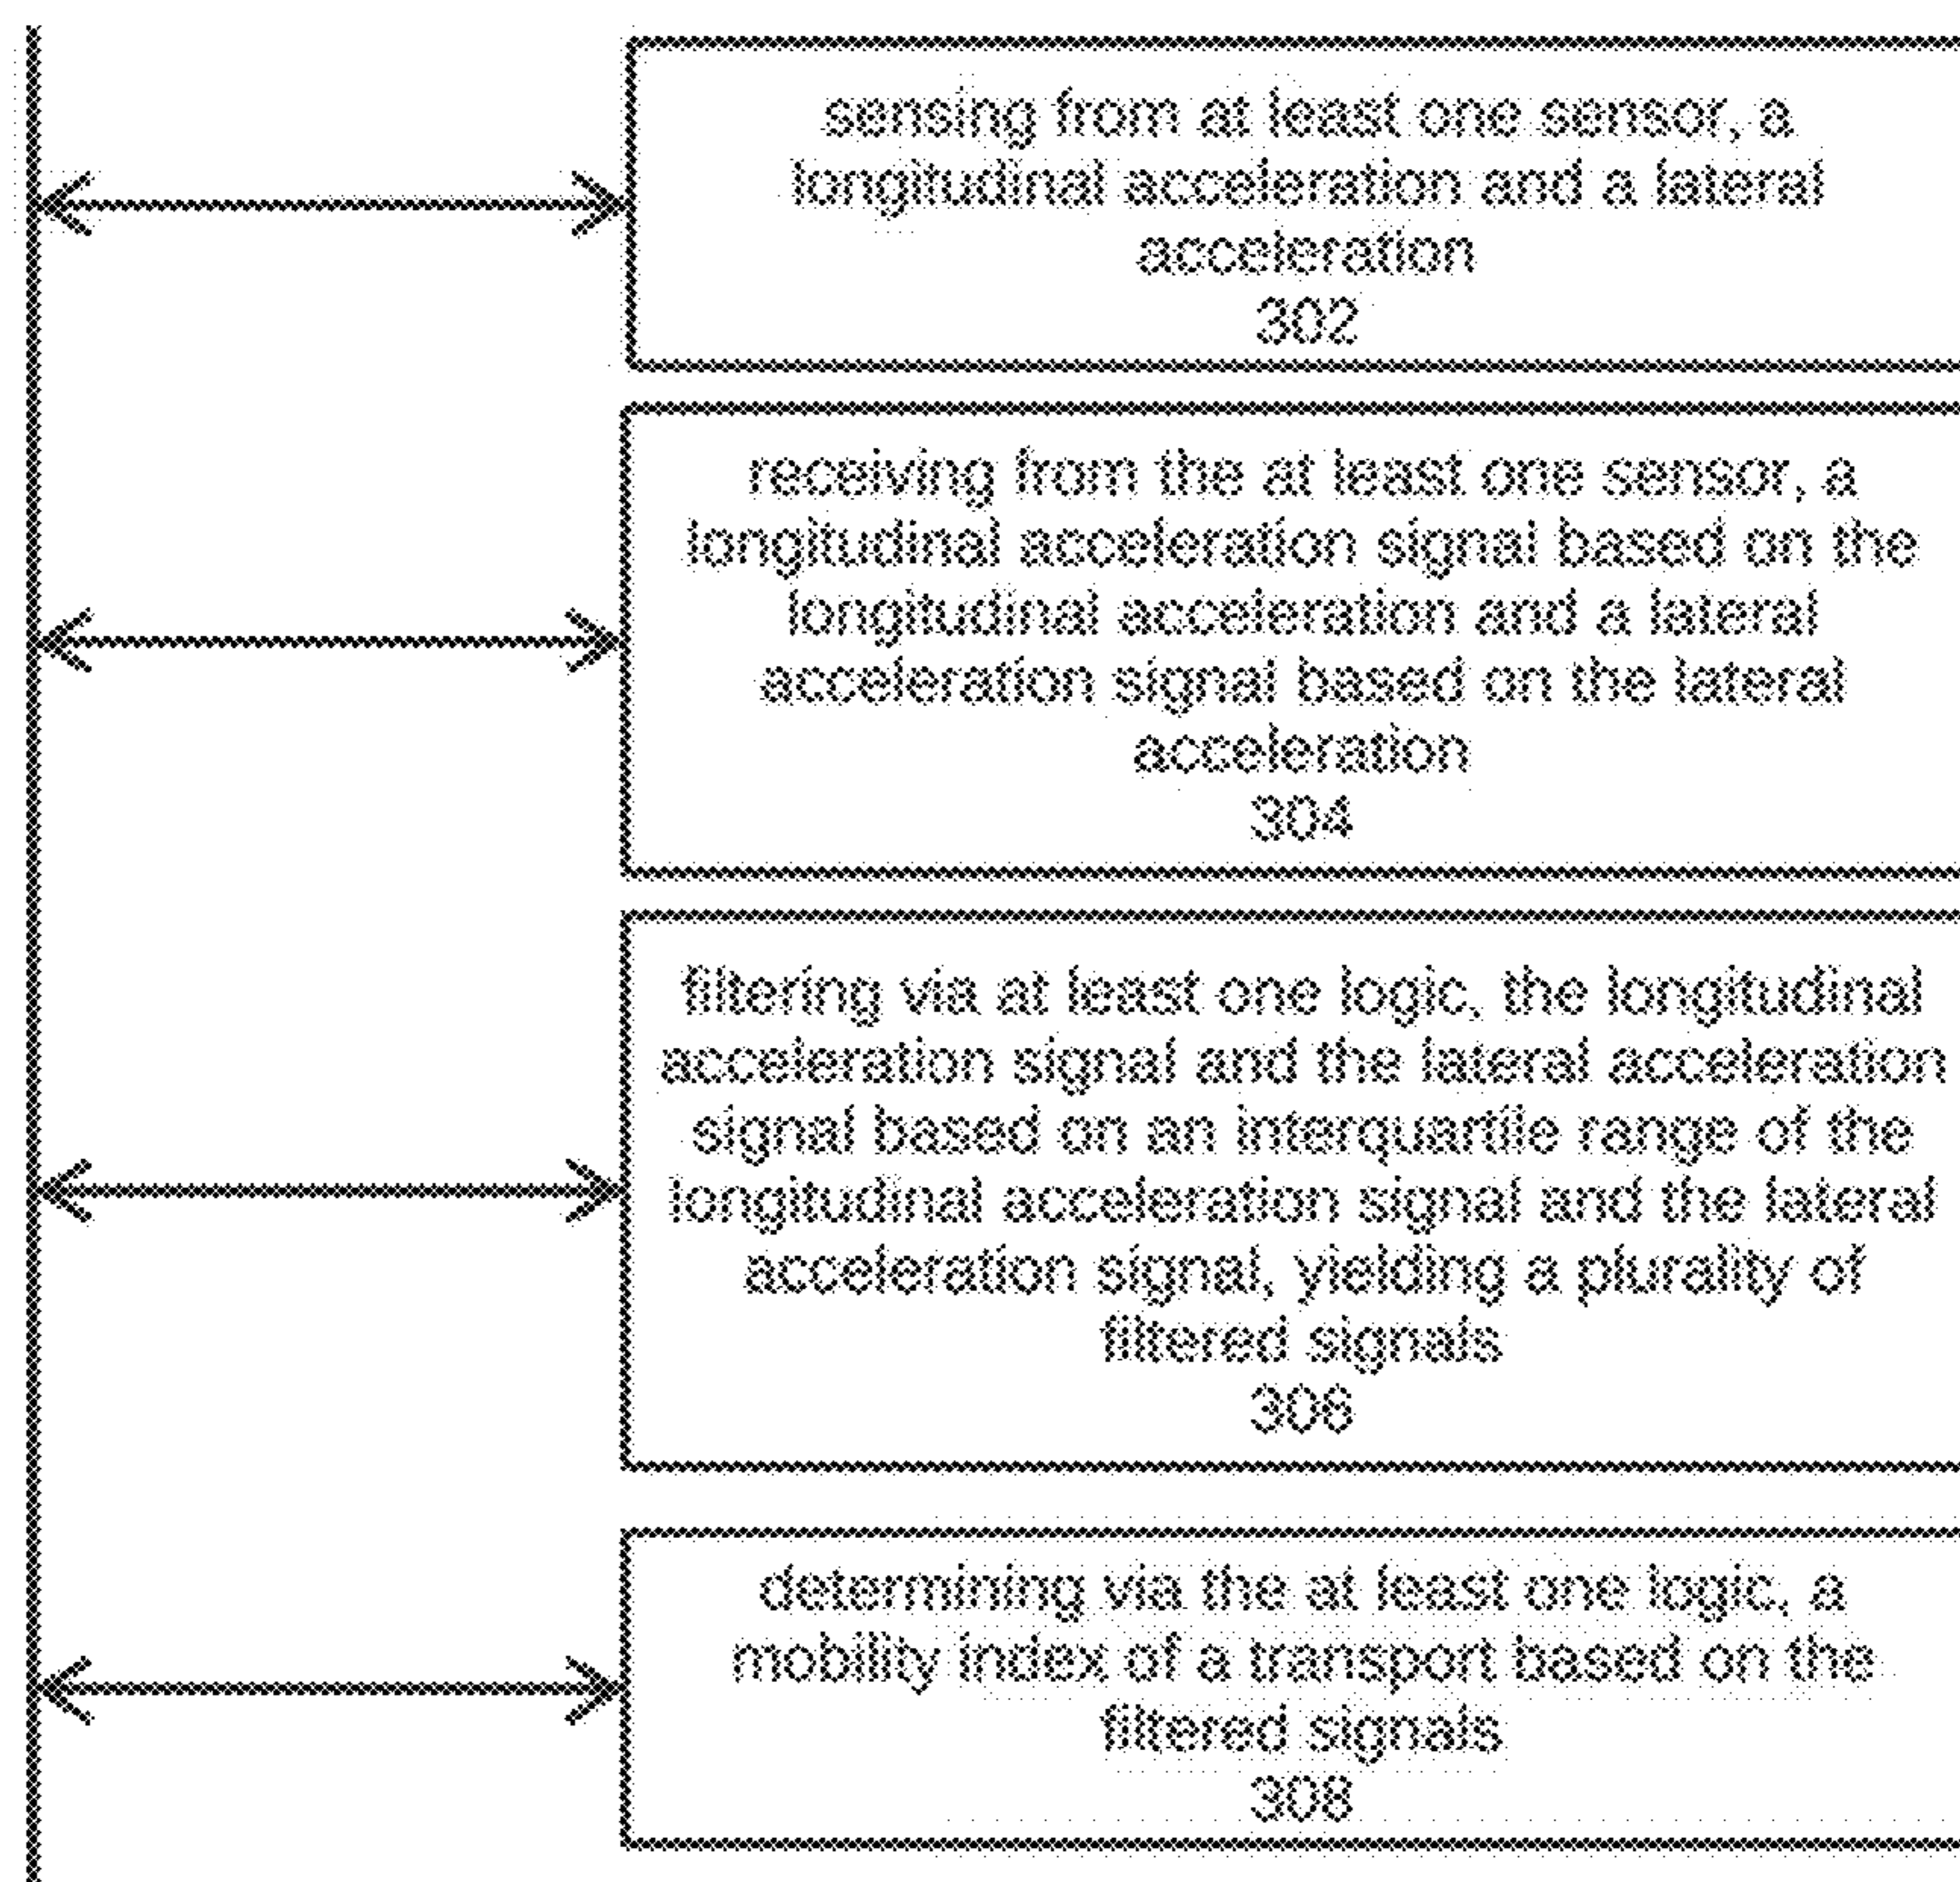 sensing from at least one sensor, a
longitudinal acceleration and a lateral
acceleration
302
receiving from the at least one sensor, a
longitudinal acceleration signal based on the
longitudinal acceleration and a lateral
acceleration signal based on the lateral
acceleration
304
filtering via at least one logic, the longitudinal
acceleration signal and the lateral acceleration
signal based on an interquartile range of the
longitudinal acceleration signal and the lateral
acceleration signal, yielding a plurality of
filtered signals
306
determining via the at least one logic, a
mobility index of a transport based on the
filtered signals
308